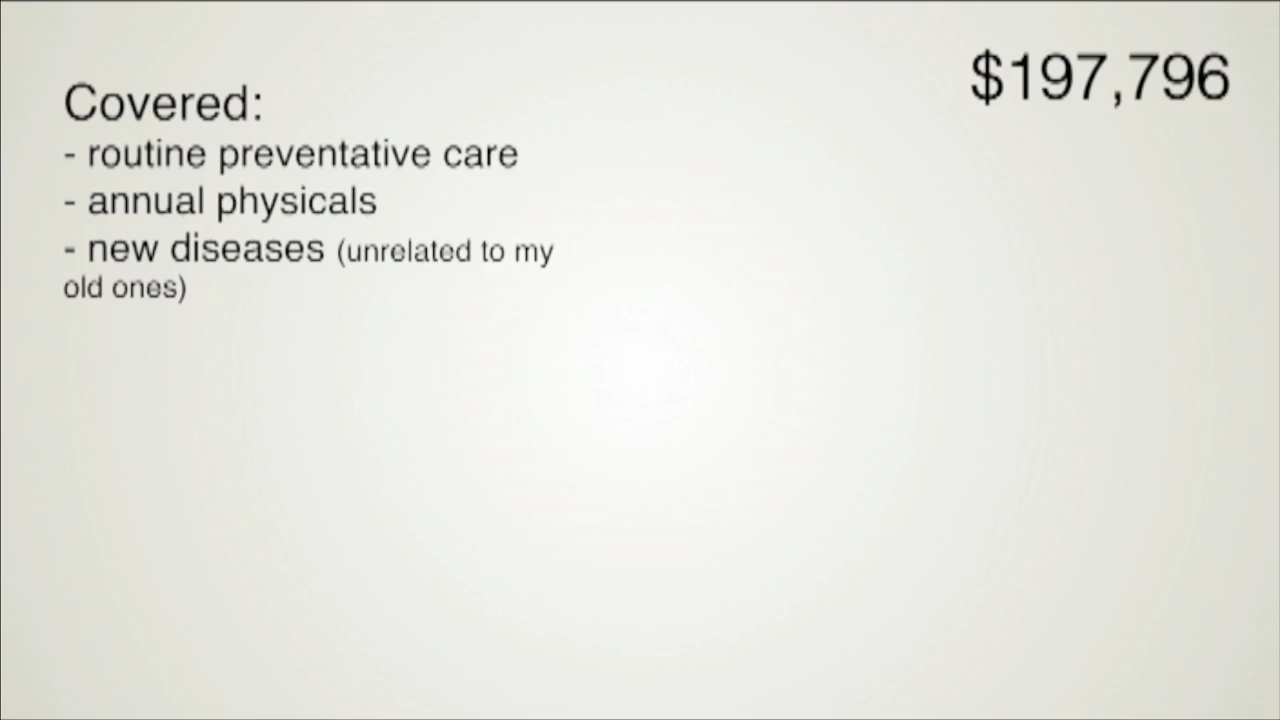 $197,796
Covered:
- routine preventative care
- annual physicals
- new diseases (unrelated to my
old ones)